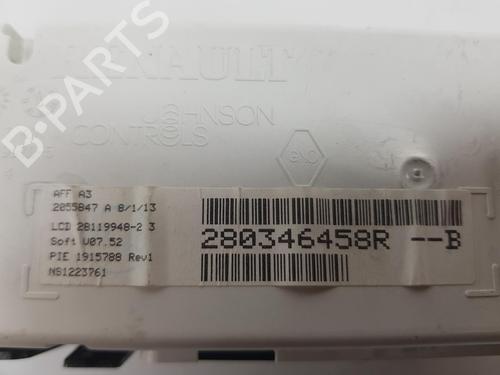 RENAULT
JOHNSON
CONTROLS
GND
B-PARTS
AFF A3
2055847 A 8/1/13
LCD 28119948-2 3
Soft V07.52
PIE 1915788 Rev1
NS1223761
280346458R --B